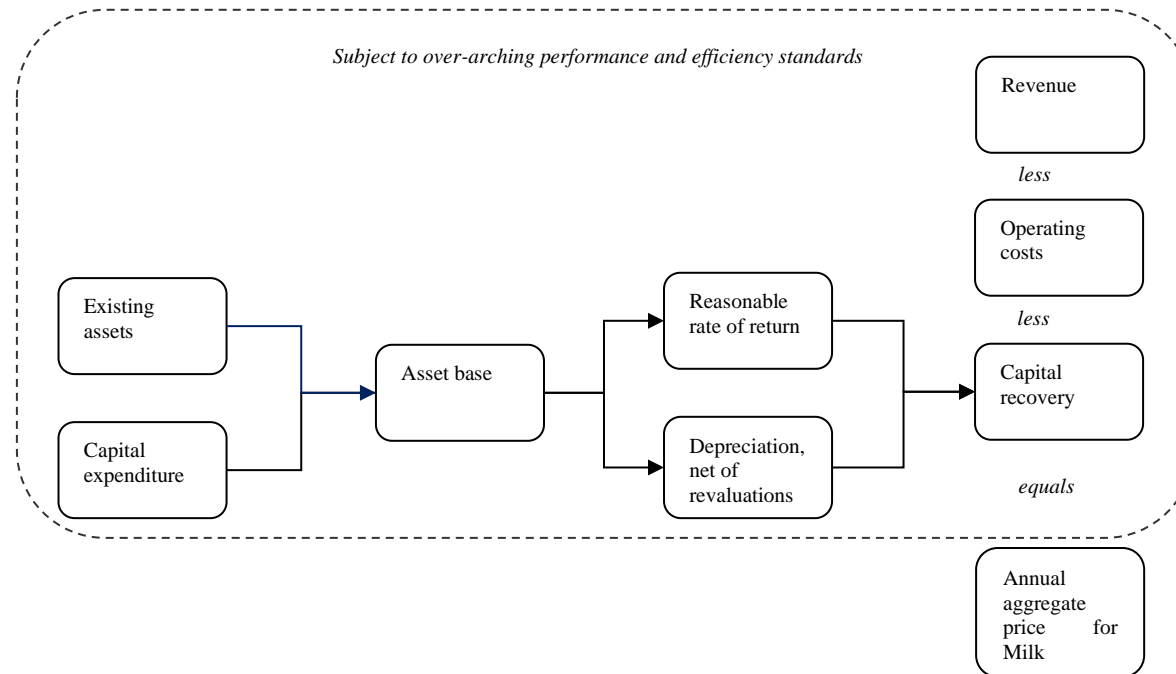 Subject to over-arching performance and efficiency standards
Revenue
less
Operating
costs
less
Existing
assets
Capital
expenditure
Asset base
Reasonable
rate of return
Depreciation,
net of
revaluations
Capital
recovery
equals
Annual
aggregate
price for
Milk